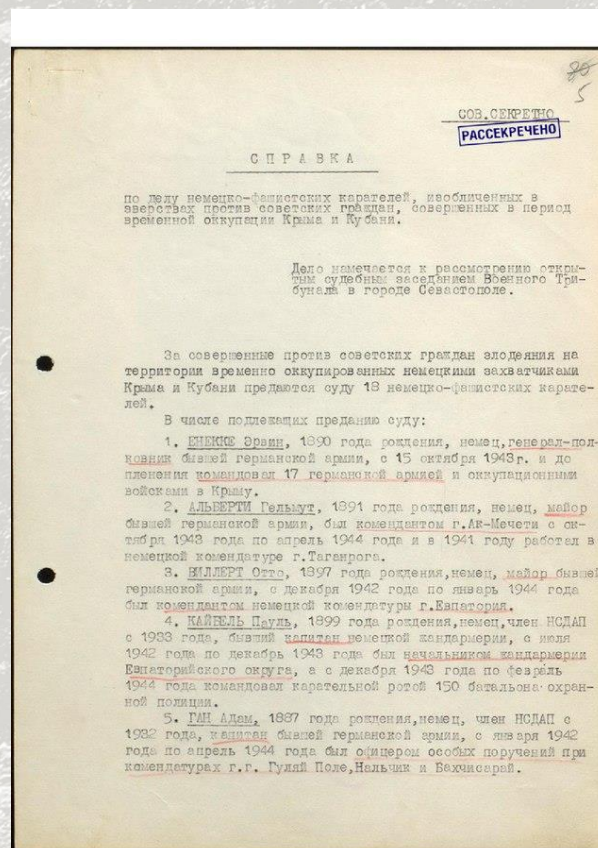 80
5
СОВ.СЕКРЕТНО
РАССЕКРЕЧЕНО
СПРАВКА
по делу немецко-фашистских карателей, изобличенных в
зверствах против советских граждан, совершенных в период
временной оккупации Крыма и Кубани.
Дело намечается к рассмотрению откры-
тым судебным заседанием Военного Три-
бунала в городе Севастополе.
За совершенные против советских граждан злодеяния на
территории временно оккупированных немецкими захватчиками
Крыма и Кубани предаются суду 18 немецко-фашистских карате-
лей.
В числе подлежащих преданию суду:
1. ЕНЕККЕ Эрвин, 1890 года рождения, немец, генерал-пол-
ковник бывшей германской армии, с 15 октября 1943г. и до
пленения командовал 17 германской армией и оккупационными
войсками в Крыму.
2. АЛЬБЕРТИ Гельмут, 1891 года рождения, немец, майор
бывшей германской армии, был комендантом г.Ак-Мечети с ок-
тября 1943 года по апрель 1944 года и в 1941 году работал в
немецкой комендатуре г.Таганрога.
3. ВИЛЛЕРТ Отто, 1897 года рождения,немец, майор бывшей
германской армии, с декабря 1942 года по январь 1944 года
был комендантом немецкой комендатуры г.Евпатория.
4. КАЙБЕЛЬ Пауль, 1899 года рождения,немец,член НСДАП
с 1933 года, бывший капитан немецкой жандармерии, с июля
1942 года по декабрь 1943 года был начальником жандармерии
Евпаторийского округа, а с декабря 1943 года по февраль
1944 года командовал карательной ротой 150 батальона охран-
ной полиции.
5. ГАН Адам, 1887 года рождения,немец, член НСДАП с
1932 года, капитан бывшей германской армии, с января 1942
года по апрель 1944 года был офицером особых поручений при
комендатурах г.г. Гуляй Поле,Нальчик и Бахчисарай.